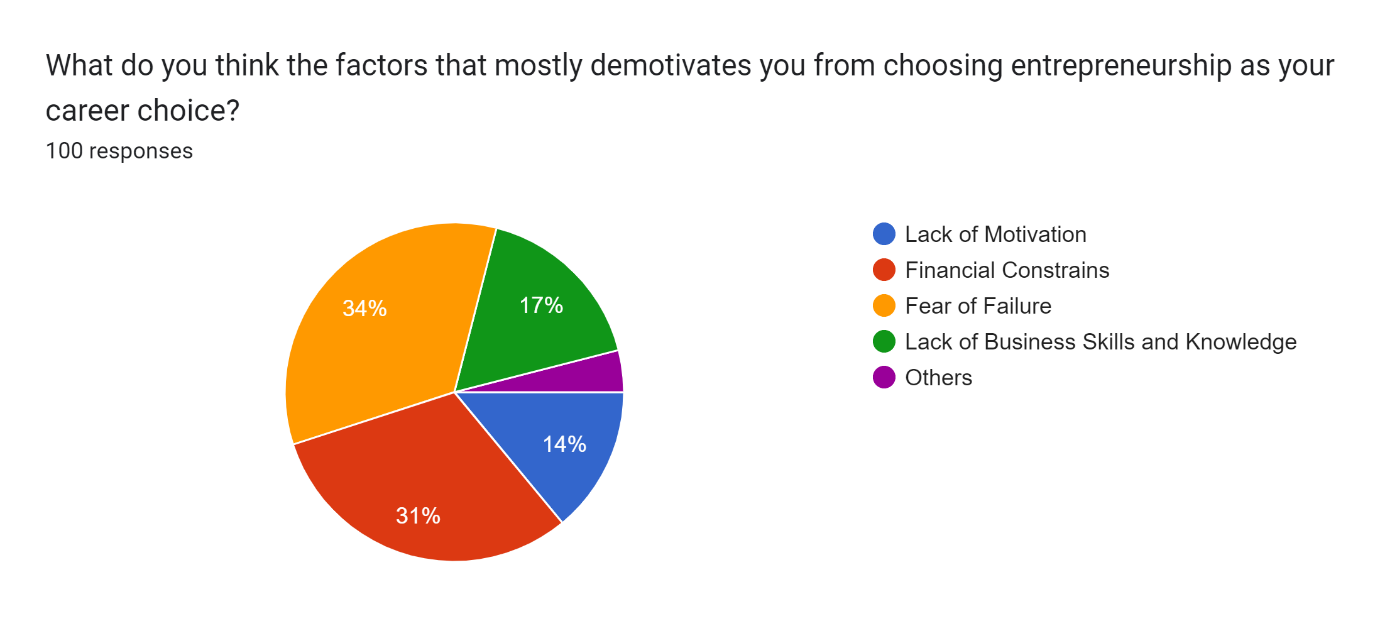 What do you think the factors that mostly demotivates you from choosing entrepreneurship as your
career choice?
100 responses
34%
17%
14%
31%
Lack of Motivation
Financial Constrains
Fear of Failure
Lack of Business Skills and Knowledge
Others